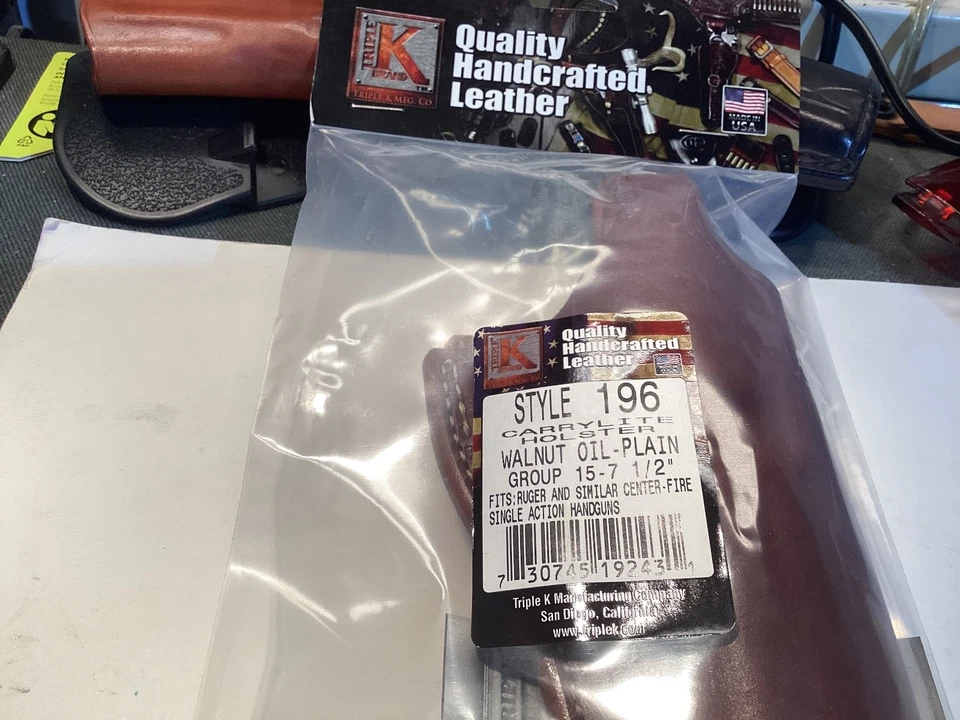 TRIPLE
K
BRAND
TRIPLE K MFG. CO
Quality
Handcrafted.
Leather
MADE IN
USA
TRIPLE
K
Quality
Handcrafted
Leather
STYLE 196
CARRYLITE
HOLSTER
WALNUT OIL-PLAIN
GROUP 15-7 1/2"
FITS:RUGER AND SIMILAR CENTER-FIRE
SINGLE ACTION HANDGUNS
7 30745 19243 1
Triple K Manufacturing Company
San Diego, California
www.triplek.com